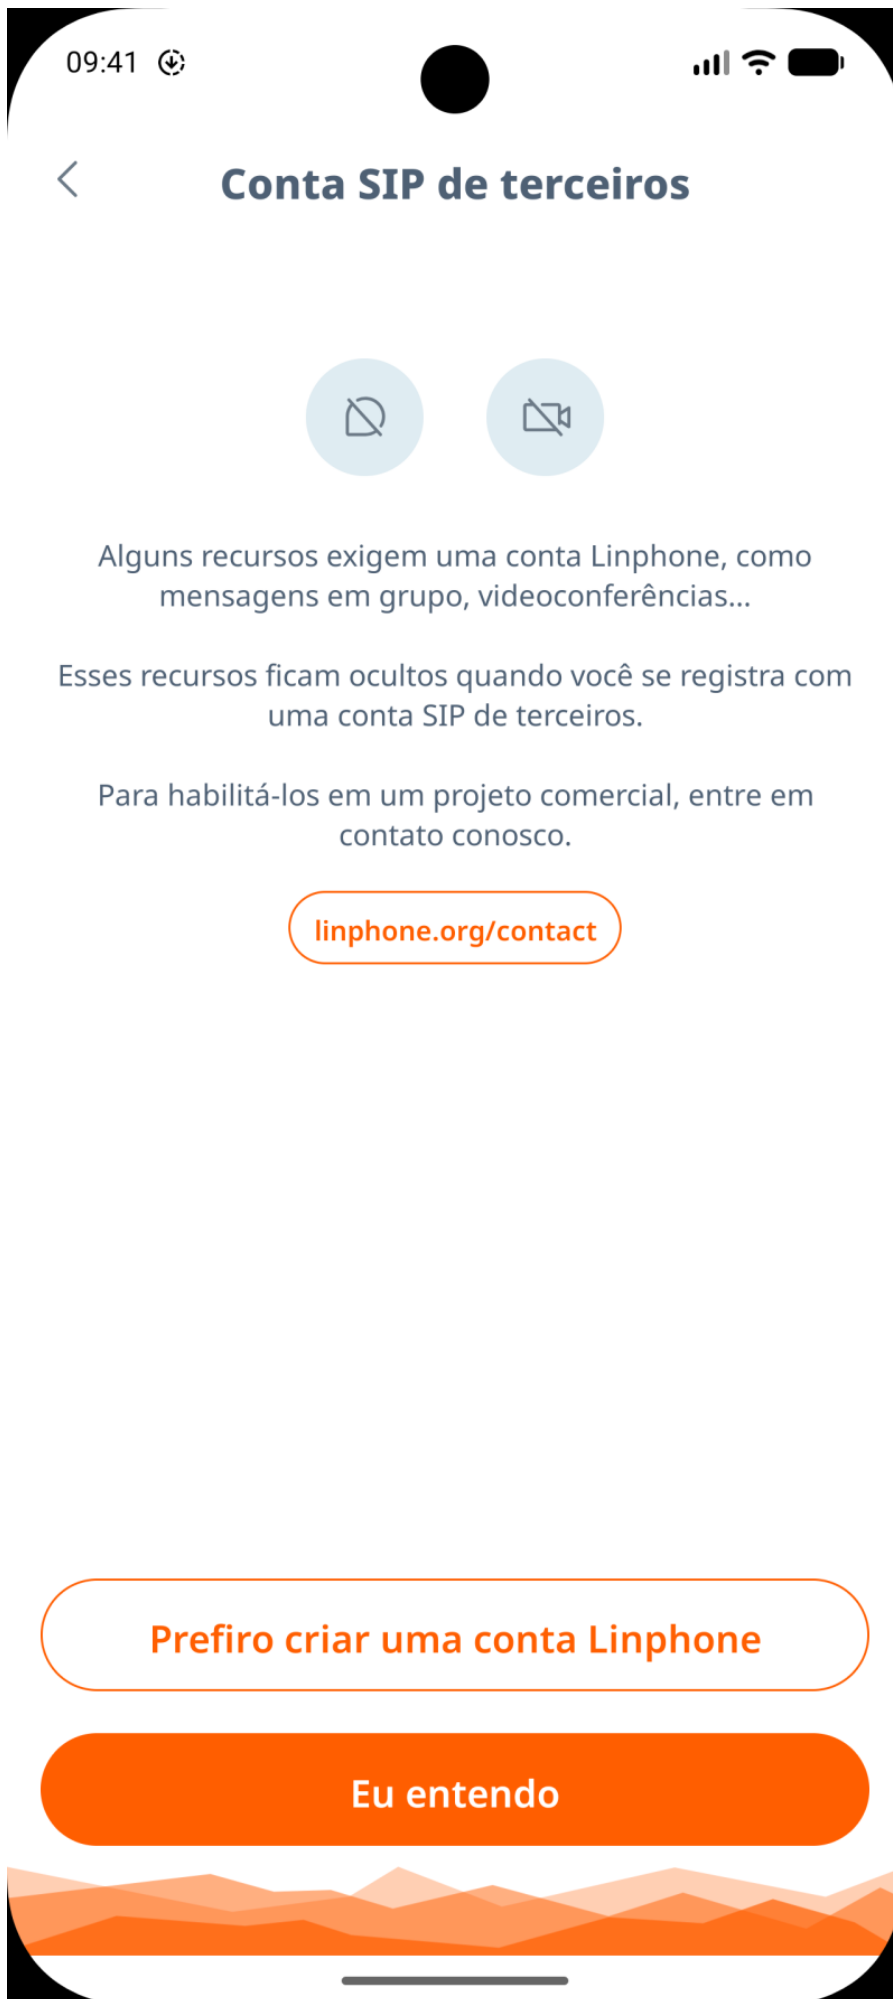 09:41
Conta SIP de terceiros
Alguns recursos exigem uma conta Linphone, como
mensagens em grupo, videoconferências...
Esses recursos ficam ocultos quando você se registra com
uma conta SIP de terceiros.
Para habilitá-los em um projeto comercial, entre em
contato conosco.
linphone.org/contact
Prefiro criar uma conta Linphone
Eu entendo